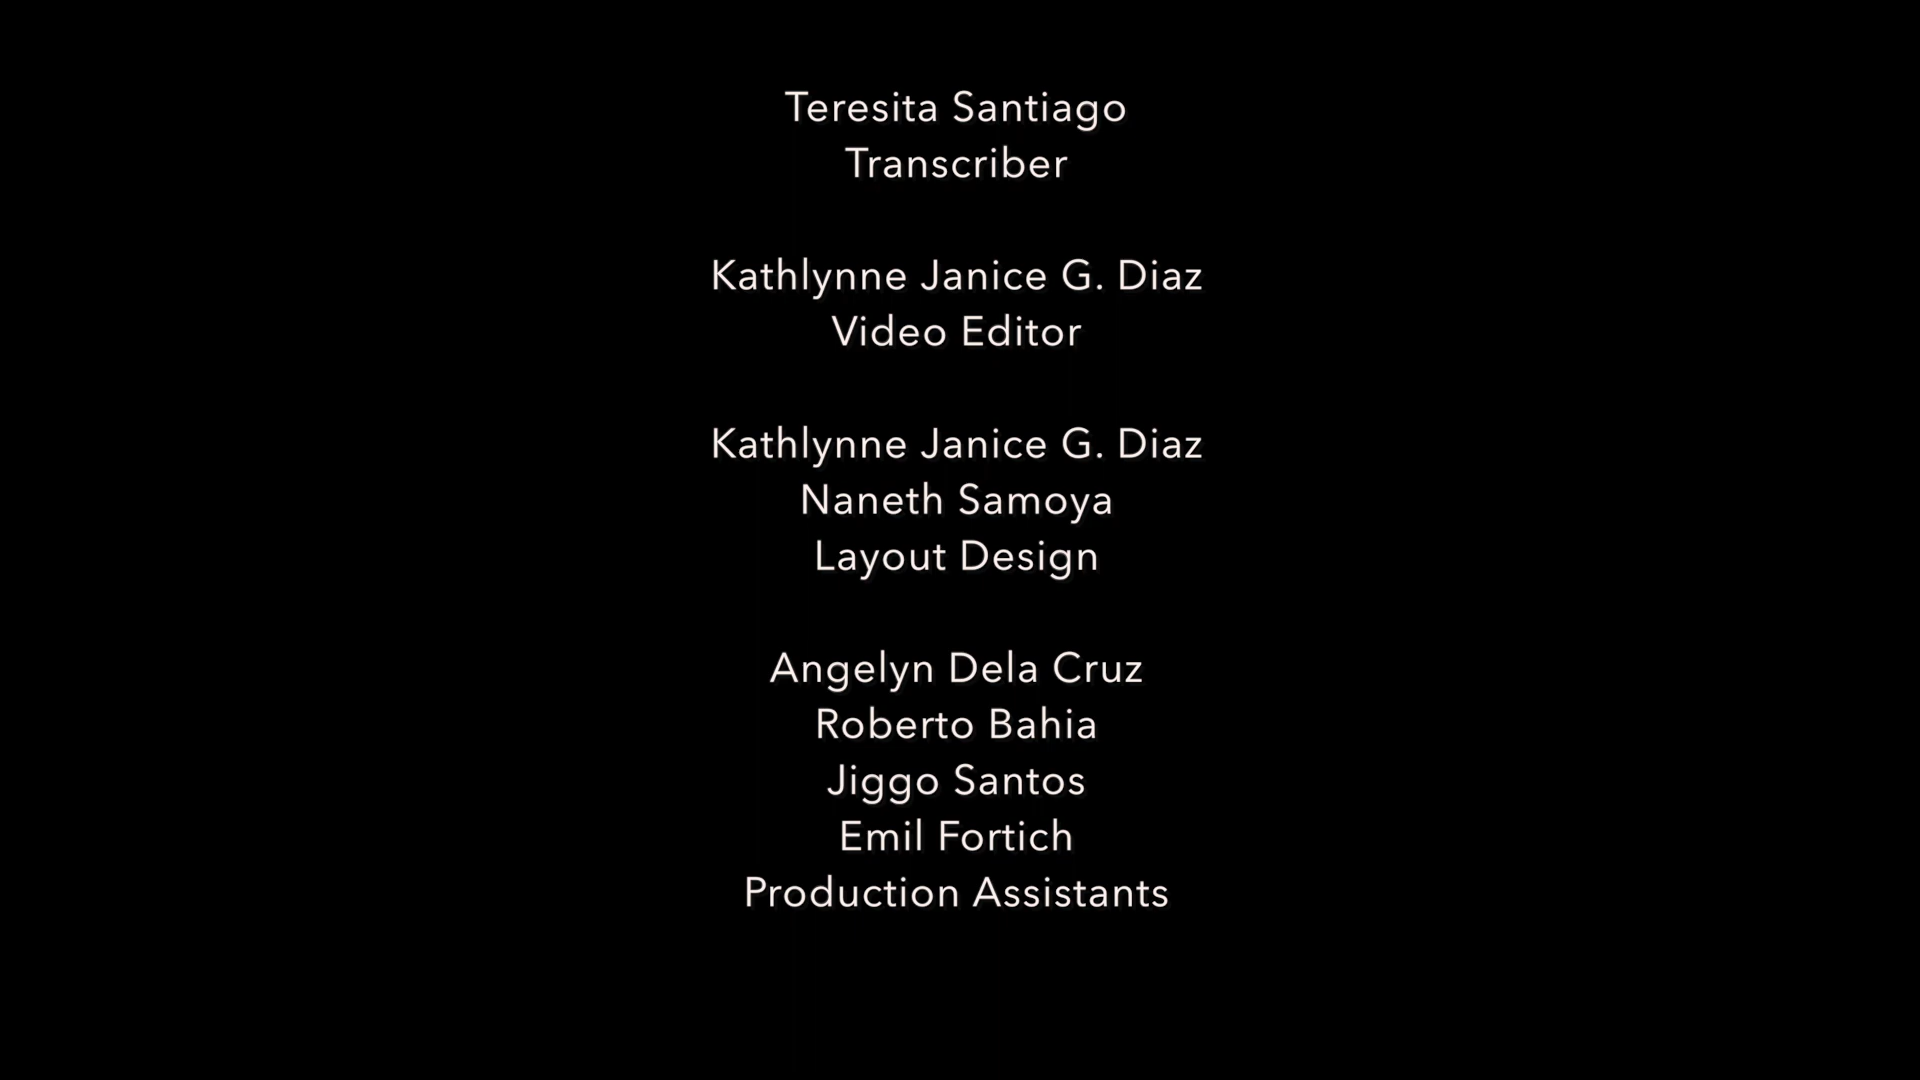 Teresita Santiago
Transcriber
Kathlynne Janice G. Diaz
Video Editor
Kathlynne Janice G. Diaz
Naneth Samoya
Layout Design
Angelyn Dela Cruz
Roberto Bahia
Jiggo Santos
Emil Fortich
Production Assistants